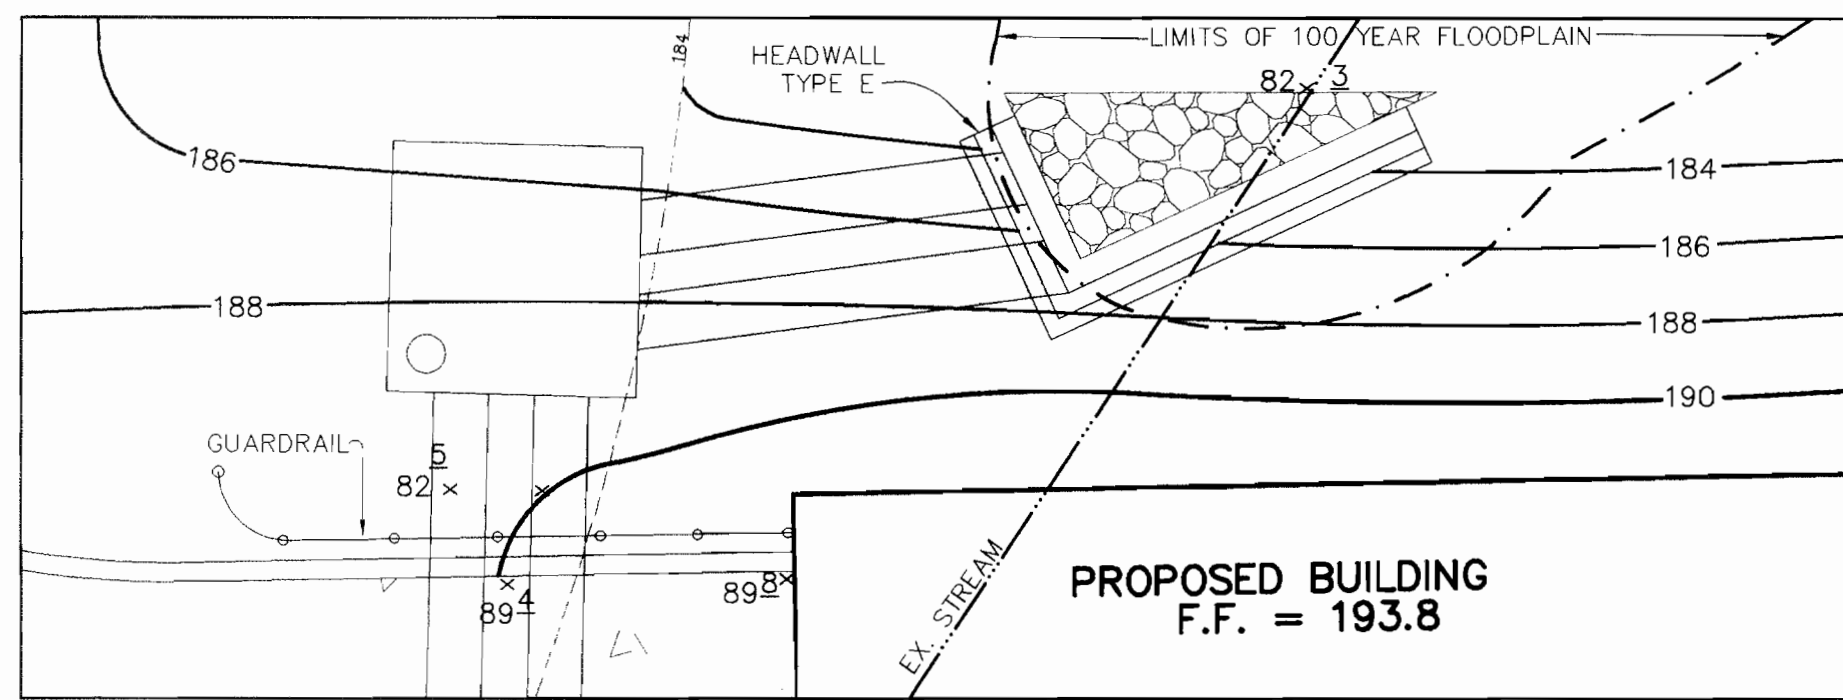 LIMITS OF 100 YEAR FLOODPLAIN
184
HEADWALL
TYPE E
82 3
186
184
186
188
188
190
GUARDRAIL
5
82
89 4
89 8
EX. STREAM
PROPOSED BUILDING
F.F. = 193.8